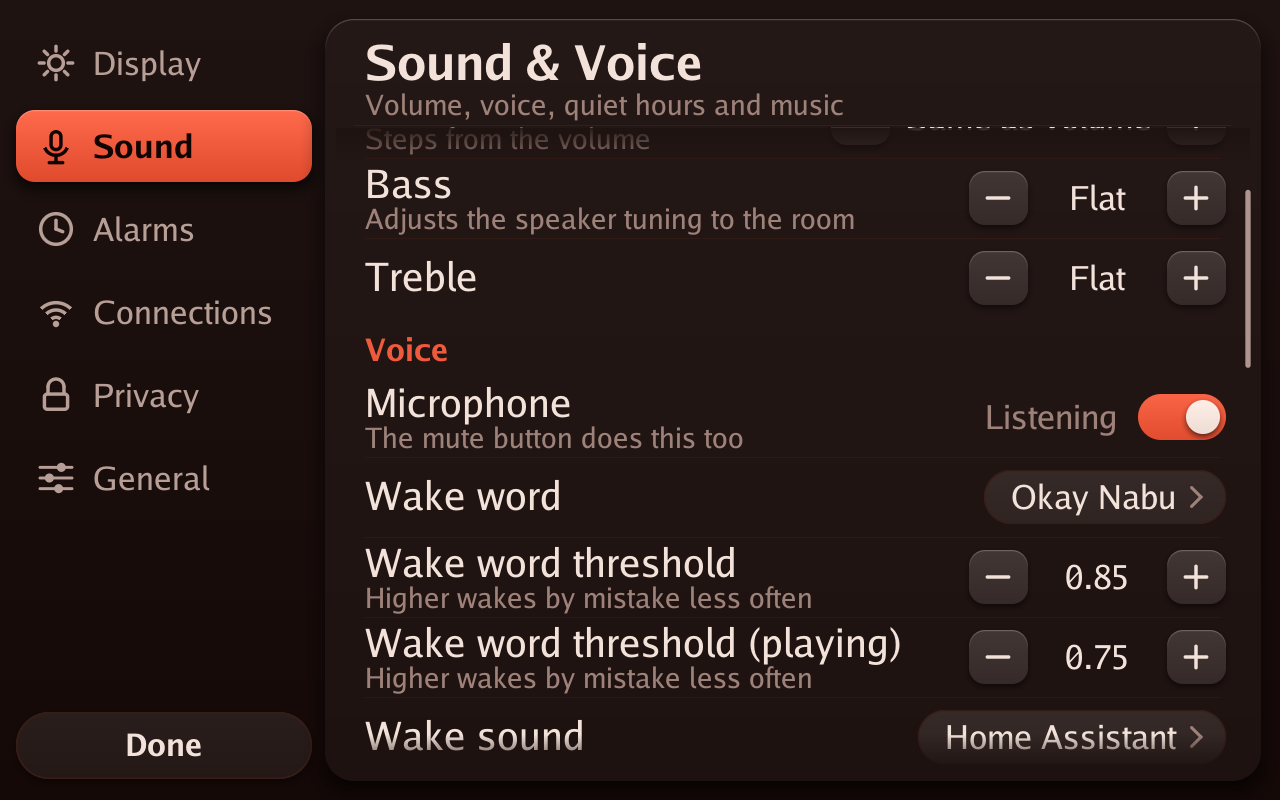 Display
Sound
Alarms
Connections
Privacy
General
Done
Sound & Voice
Volume, voice, quiet hours and music
Steps from the volume
Bass
Adjusts the speaker tuning to the room
Flat
Treble
Flat
Voice
Microphone
The mute button does this too
Listening
Wake word
Okay Nabu
Wake word threshold
Higher wakes by mistake less often
0.85
Wake word threshold (playing)
Higher wakes by mistake less often
0.75
Wake sound
Home Assistant